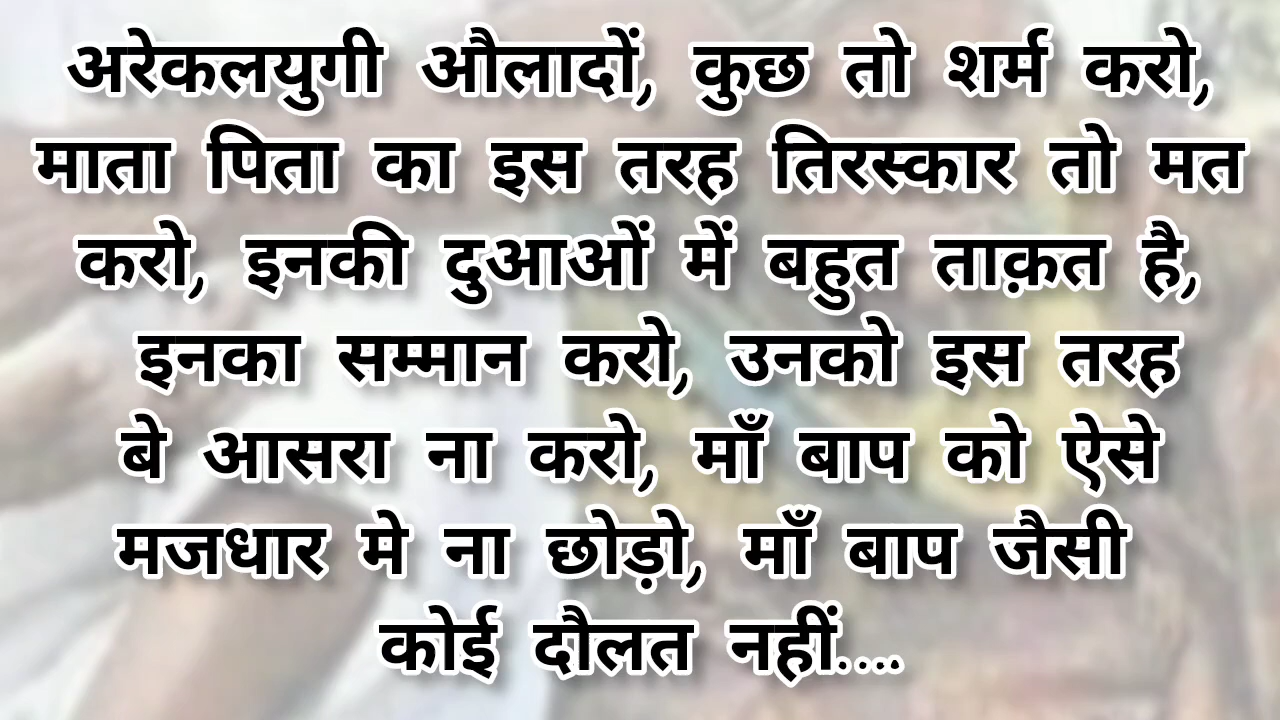 अरेकलयुगी औलादों, कुछ तो शर्म करो,
माता पिता का इस तरह तिरस्कार तो मत
करो, इनकी दुआओं में बहुत ताक़त है,
इनका सम्मान करो, उनको इस तरह
बे आसरा ना करो, माँ बाप को ऐसे
मजधार मे ना छोड़ो, माँ बाप जैसी
कोई दौलत नहीं....